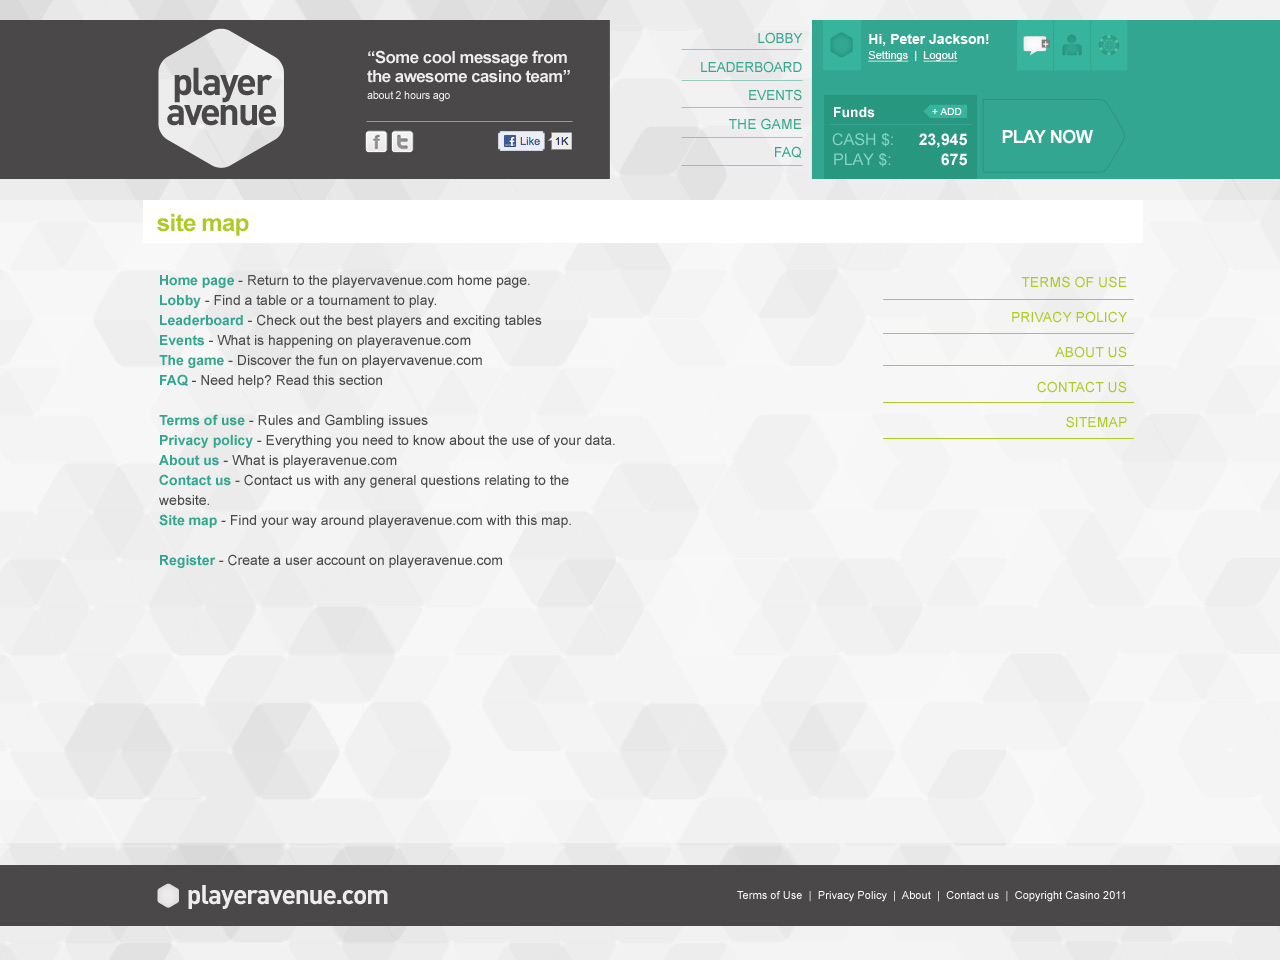 player
avenue
“Some cool message from
the awesome casino team”
about 2 hours ago
f t
f Like 1K
LOBBY
LEADERBOARD
EVENTS
THE GAME
FAQ
Hi, Peter Jackson!
Settings | Logout
Funds + ADD
CASH $: 23,945
PLAY $: 675
PLAY NOW
site map
Home page - Return to the playervavenue.com home page.
Lobby - Find a table or a tournament to play.
Leaderboard - Check out the best players and exciting tables
Events - What is happening on playeravenue.com
The game - Discover the fun on playervavenue.com
FAQ - Need help? Read this section
Terms of use - Rules and Gambling issues
Privacy policy - Everything you need to know about the use of your data.
About us - What is playeravenue.com
Contact us - Contact us with any general questions relating to the
website.
Site map - Find your way around playeravenue.com with this map.
Register - Create a user account on playeravenue.com
TERMS OF USE
PRIVACY POLICY
ABOUT US
CONTACT US
SITEMAP
playeravenue.com
Terms of Use | Privacy Policy | About | Contact us | Copyright Casino 2011